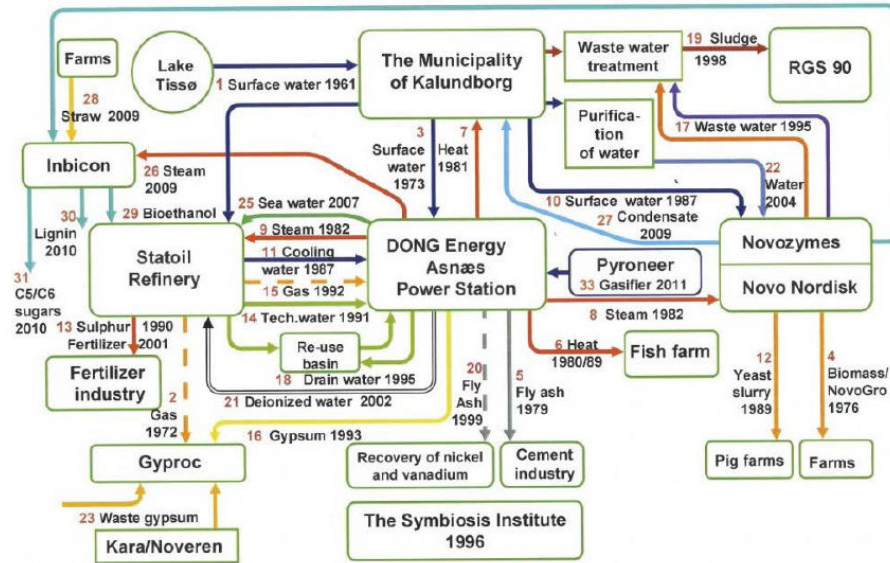 Farms
Lake
Tissø
1 Surface water 1961
The Municipality
of Kalundborg
Waste water
treatment
19 Sludge
1998
RGS 90
28
Straw 2009
Inbicon
26 Steam
2009
3
Surface
water
1973
7
Heat
1981
Purifica-
tion
of water
17 Waste water 1995
22
Water
2004
10 Surface water 1987
27 Condensate
2009
30
Lignin
2010
29 Bioethanol
31
C5/C6
sugars
2010
25 Sea water 2007
9 Steam 1982
11 Cooling
water 1987
15 Gas 1992
14 Tech.water 1991
Statoil
Refinery
DONG Energy
Asnæs
Power Station
Pyroneer
33 Gasifier 2011
Novozymes
Novo Nordisk
8 Steam 1982
13 Sulphur 1990
Fertilizer 2001
Fertilizer
industry
Re-use
basin
18 Drain water 1995
21 Deionized water 2002
2
Gas
1972
16 Gypsum 1993
20
Fly
Ash
1999
5
Fly ash
1979
6 Heat
1980/89
Fish farm
12
Yeast
slurry
1989
4
Biomass/
NovoGro
1976
Gyproc
Recovery of nickel
and vanadium
Cement
industry
Pig farms
Farms
23 Waste gypsum
Kara/Noveren
The Symbiosis Institute
1996